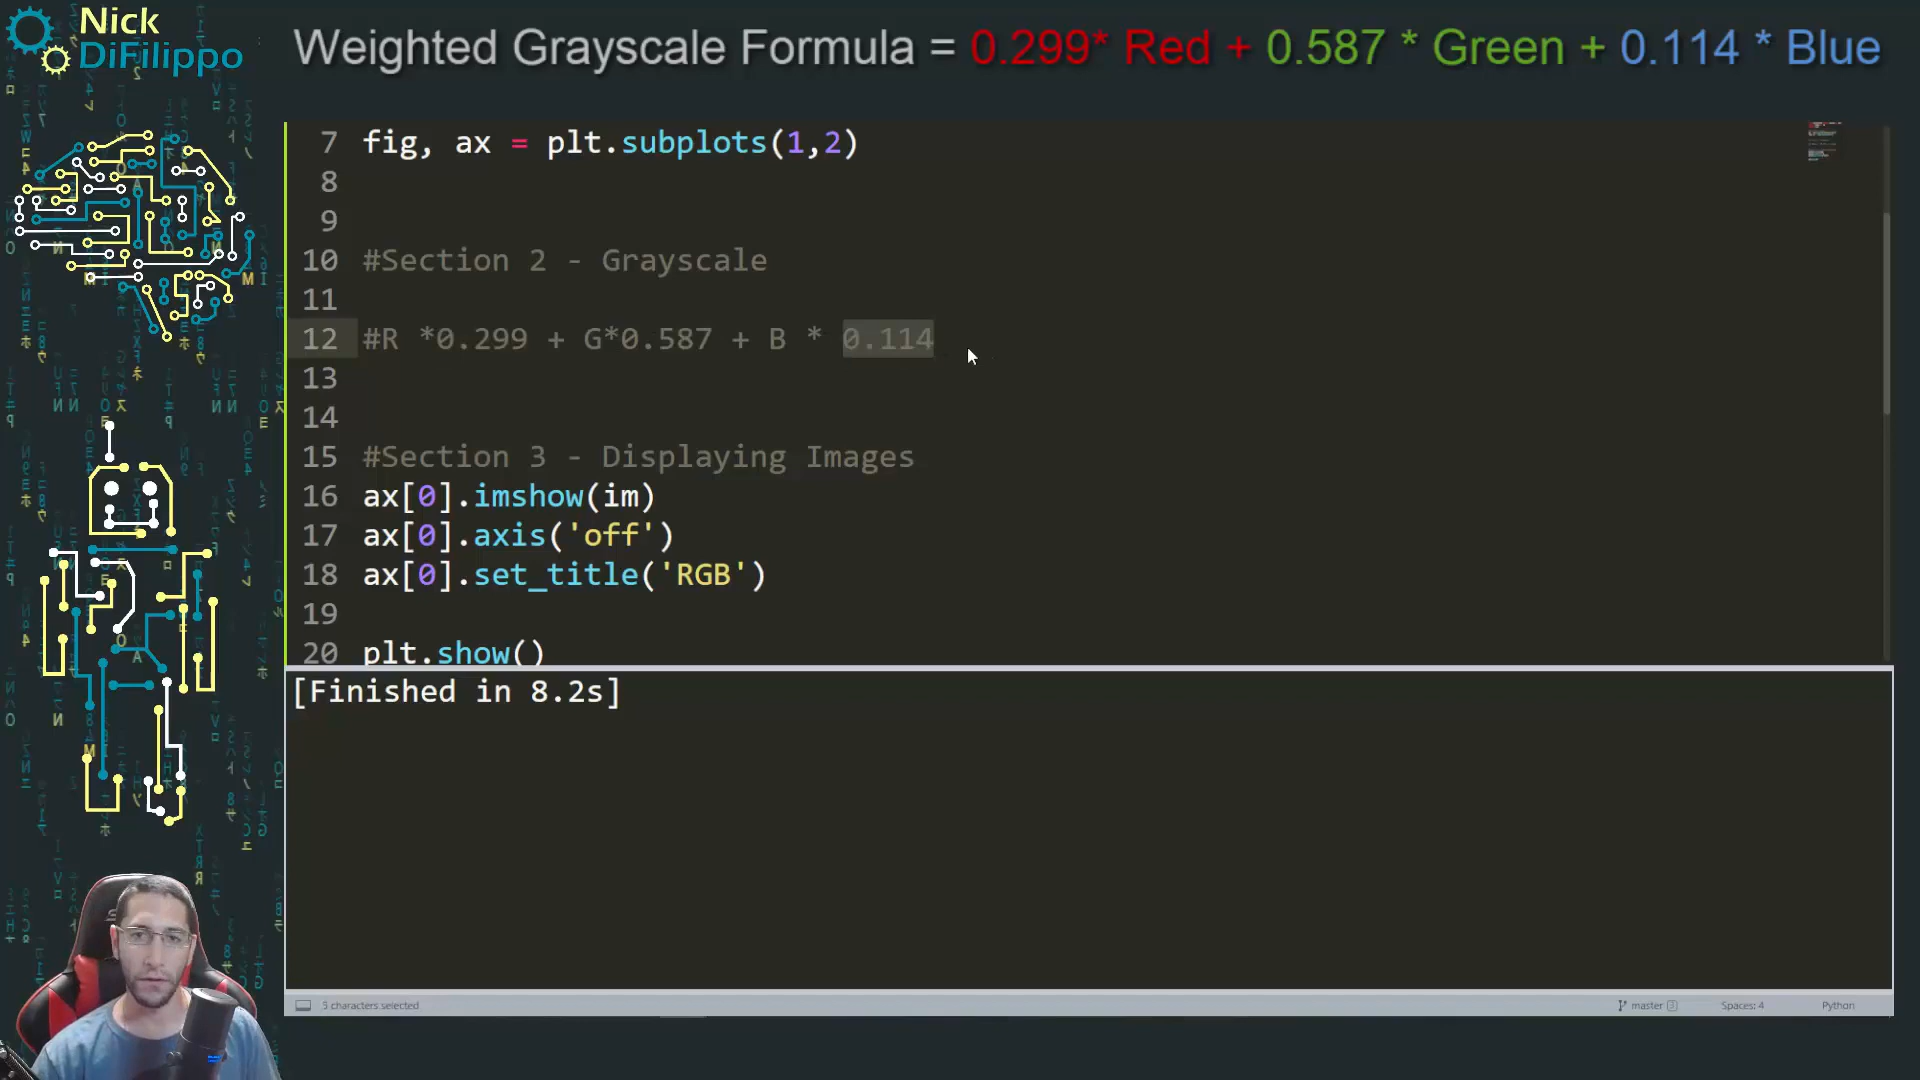 Nick
DiFilippo
Weighted Grayscale Formula = 0.299* Red + 0.587 * Green + 0.114 * Blue
7 fig, ax = plt.subplots(1,2)
8
9
10 #Section 2 - Grayscale
11
12 #R *0.299 + G*0.587 + B * 0.114
13
14
15 #Section 3 - Displaying Images
16 ax[0].imshow(im)
17 ax[0].axis('off')
18 ax[0].set_title('RGB')
19
20 plt.show()
[Finished in 8.2s]
5 characters selected
master 3
Spaces: 4
Python